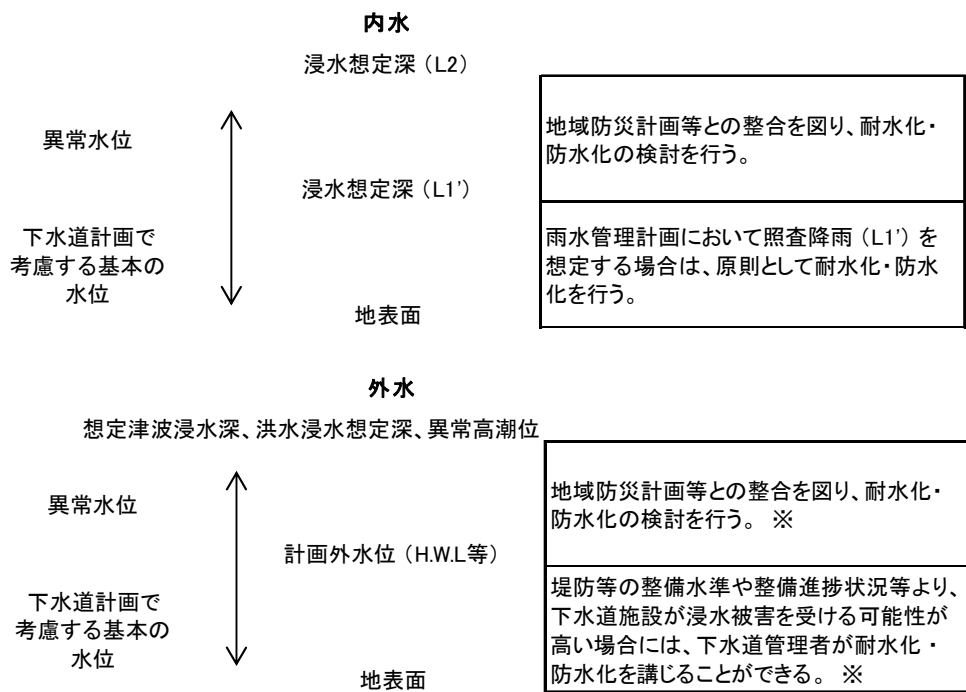 内水
浸水想定深（L2）
異常水位
地域防災計画等との整合を図り、耐水化・
防水化の検討を行う。
浸水想定深（L1’）
下水道計画で
考慮する基本の
水位
雨水管理計画において照査降雨（L1’）を
想定する場合は、原則として耐水化・防水
化を行う。
地表面
外水
想定津波浸水深、洪水浸水想定深、異常高潮位
異常水位
地域防災計画等との整合を図り、耐水化・
防水化の検討を行う。 ※
計画外水位（H.W.L等）
下水道計画で
考慮する基本の
水位
堤防等の整備水準や整備進捗状況等より、
下水道施設が浸水被害を受ける可能性が
高い場合には、下水道管理者が耐水化・
防水化を講じることができる。 ※
地表面